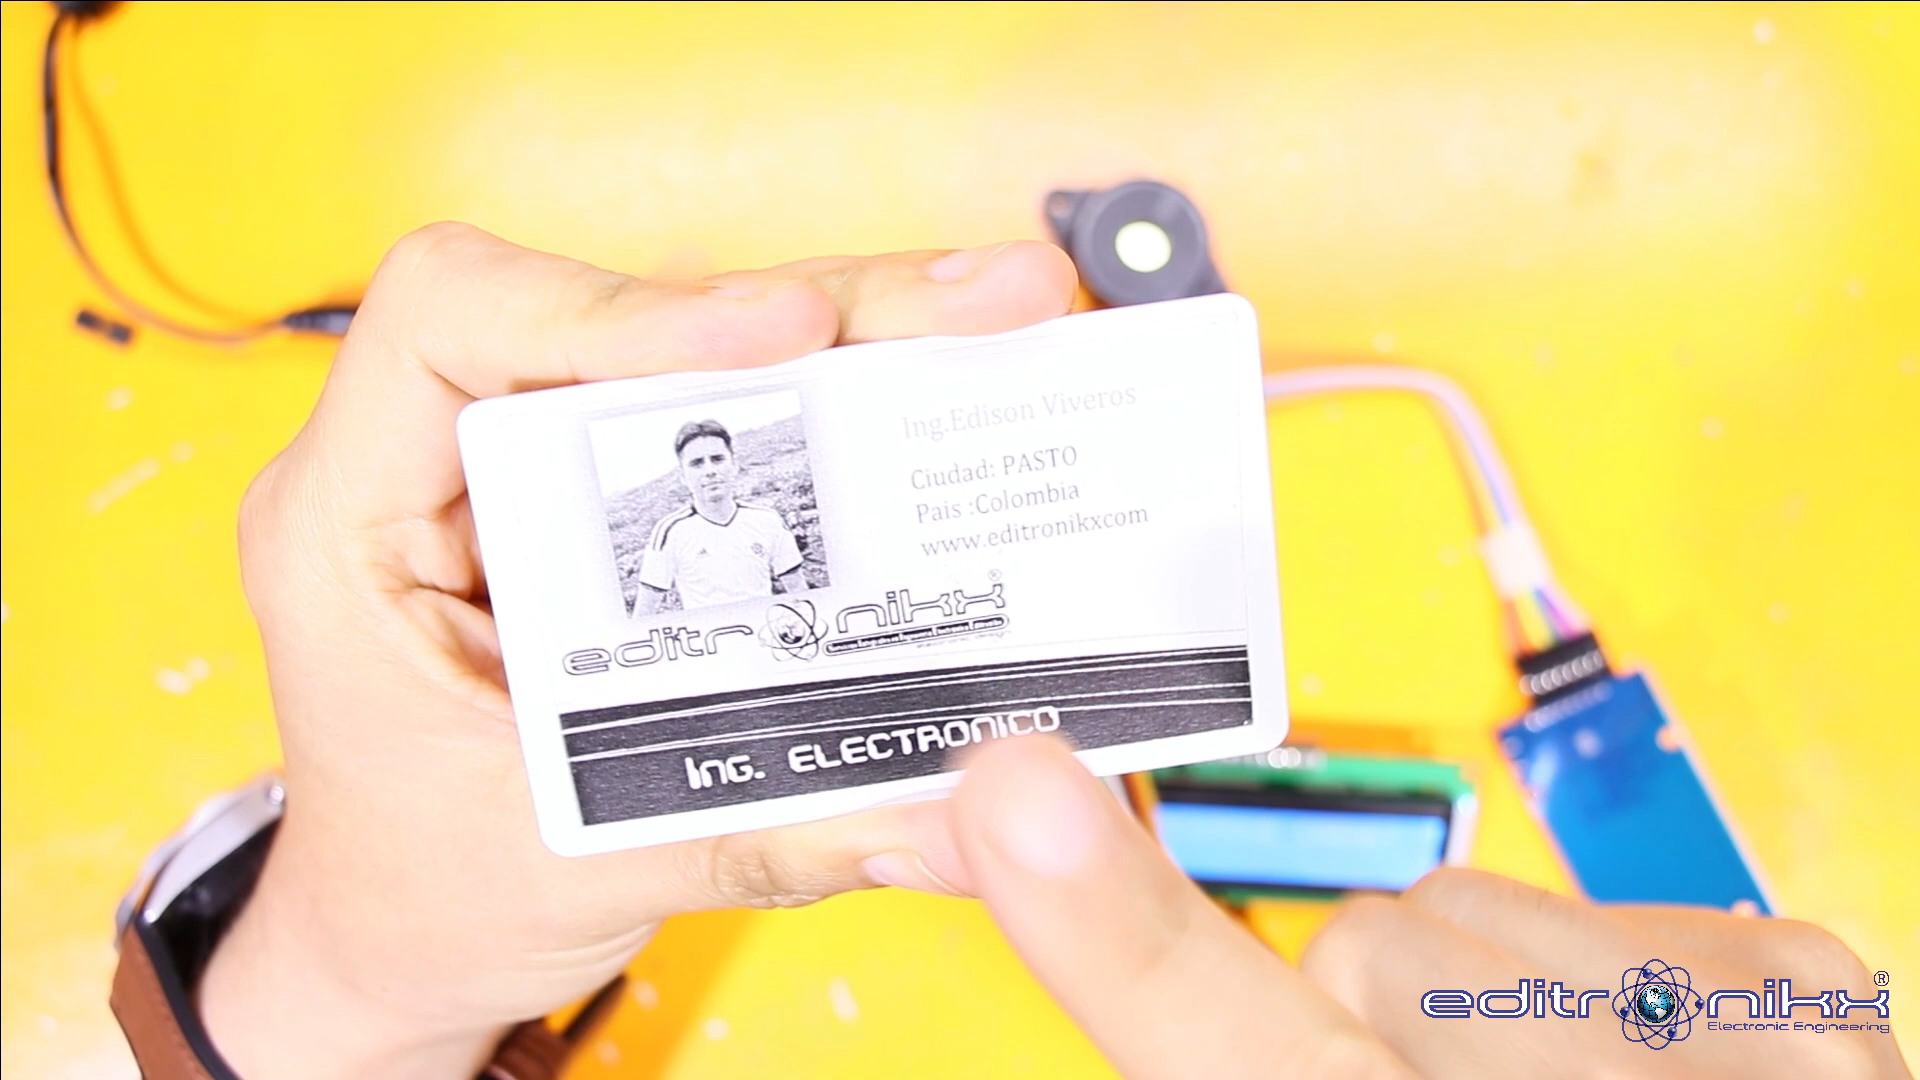 Ing.Edison Viveros
Ciudad: PASTO
Pais :Colombia
www.editronikxcom
editronikx®
Ing. ELECTRONICO
editronikx®
Electronic Engineering